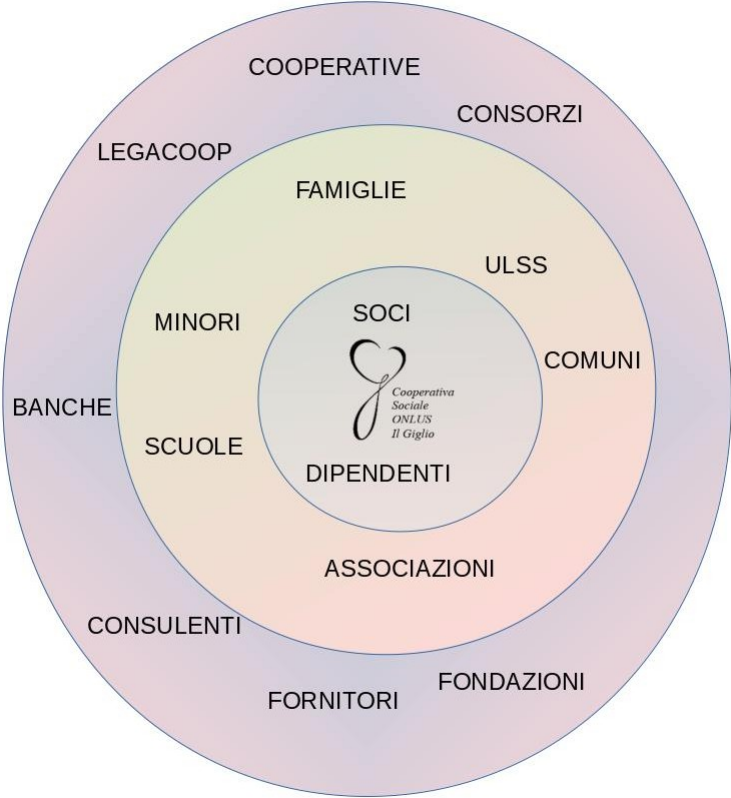 COOPERATIVE
CONSORZI
LEGACOOP
FAMIGLIE
ULSS
SOCI
MINORI
COMUNI
Cooperativa
Sociale
ONLUS
Il Giglio
BANCHE
SCUOLE
DIPENDENTI
ASSOCIAZIONI
CONSULENTI
FONDAZIONI
FORNITORI